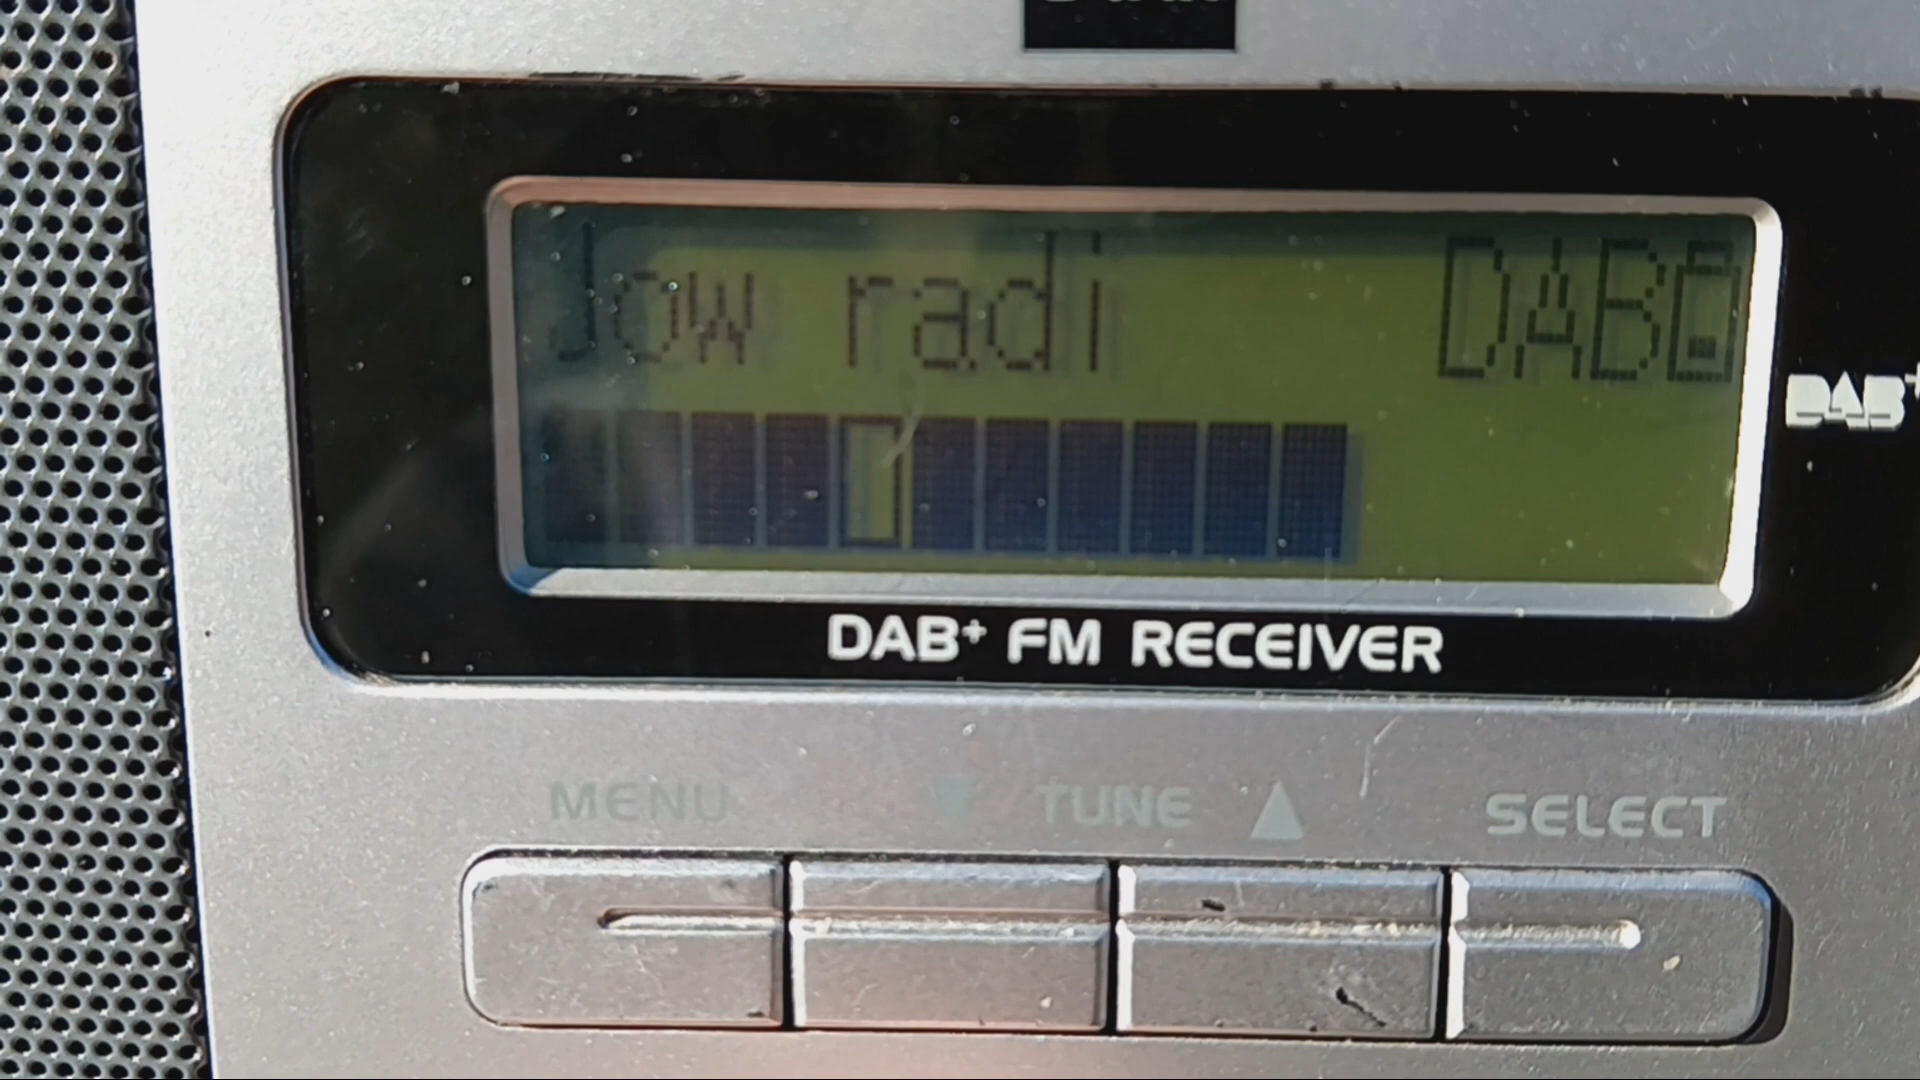 Jow radi DAB
DAB+
DAB+ FM RECEIVER
MENU TUNE SELECT